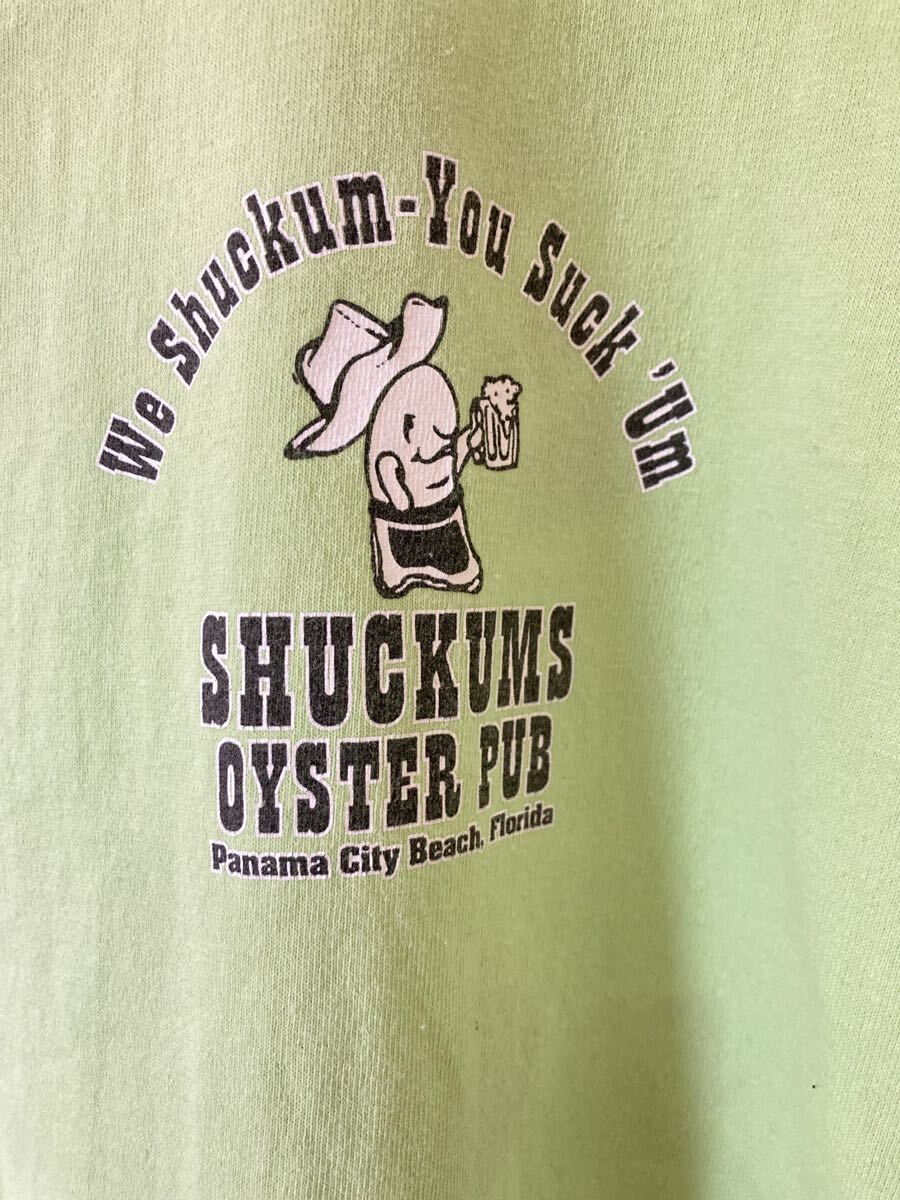 We Shuckum-You Suck 'Um
SHUCKUMS
OYSTER PUB
Panama City Beach, Florida